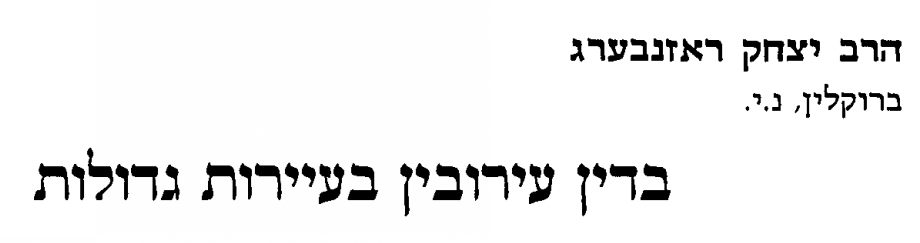 הרב יצחק ראזנבערג
ברוקלין, נ.י.
בדין עירובין בעיירות גדולות